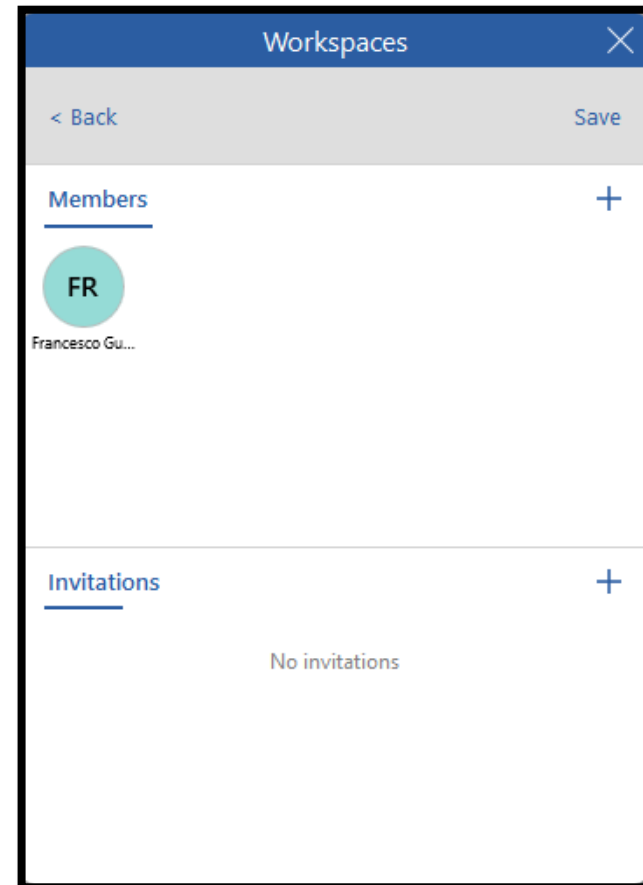 Workspaces
< Back Save
Members
FR
Francesco Gu...
Invitations
No invitations